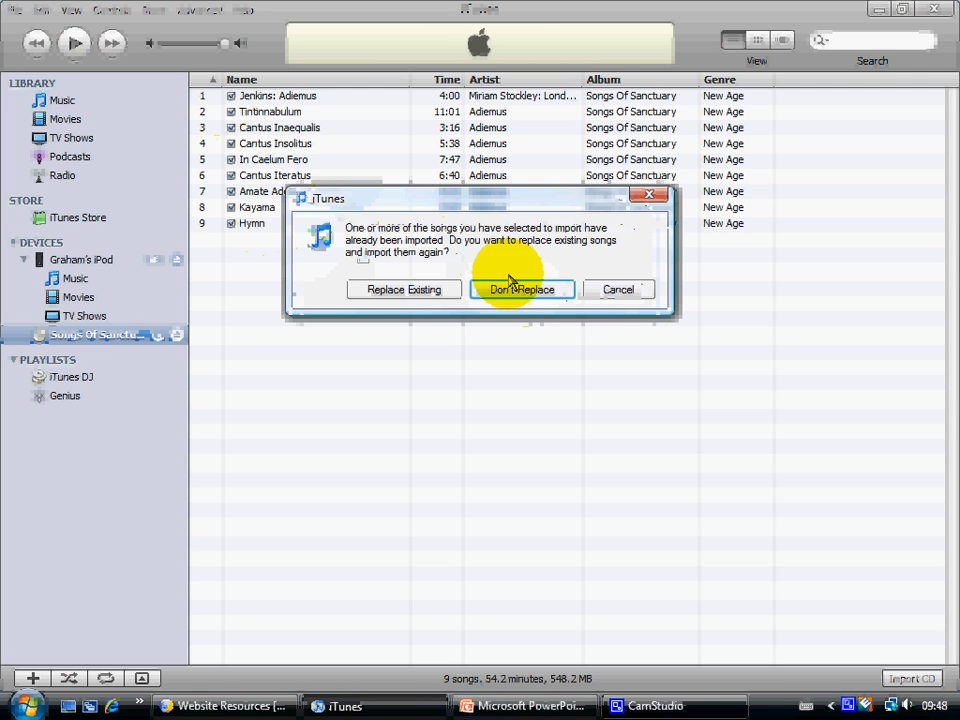 View
iTunes
View
Search
LIBRARY
Music
Movies
TV Shows
Podcasts
Radio
STORE
iTunes Store
DEVICES
Graham's iPod
Music
Movies
TV Shows
Songs Of Sanctu...
PLAYLISTS
iTunes DJ
Genius
Name Time Artist Album Genre
1 Jenkins: Adiemus 4:00 Miriam Stockley: Lond... Songs Of Sanctuary New Age
2 Tintinnabulum 11:01 Adiemus Songs Of Sanctuary New Age
3 Cantus Inaequalis 3:16 Adiemus Songs Of Sanctuary New Age
4 Cantus Insolitus 5:38 Adiemus Songs Of Sanctuary New Age
5 In Caelum Fero 7:47 Adiemus Songs Of Sanctuary New Age
6 Cantus Iteratus 6:40 Adiemus Songs Of Sanctuary New Age
7 Amate New Age
8 Kayama New Age
9 Hymn New Age
iTunes
One or more of the songs you have selected to import have
already been imported. Do you want to replace existing songs
and import them again?
Replace Existing Don't Replace Cancel
9 songs, 54.2 minutes, 548.2 MB
Import CD
Website Resources [... iTunes Microsoft PowerPoi... CamStudio 09:48